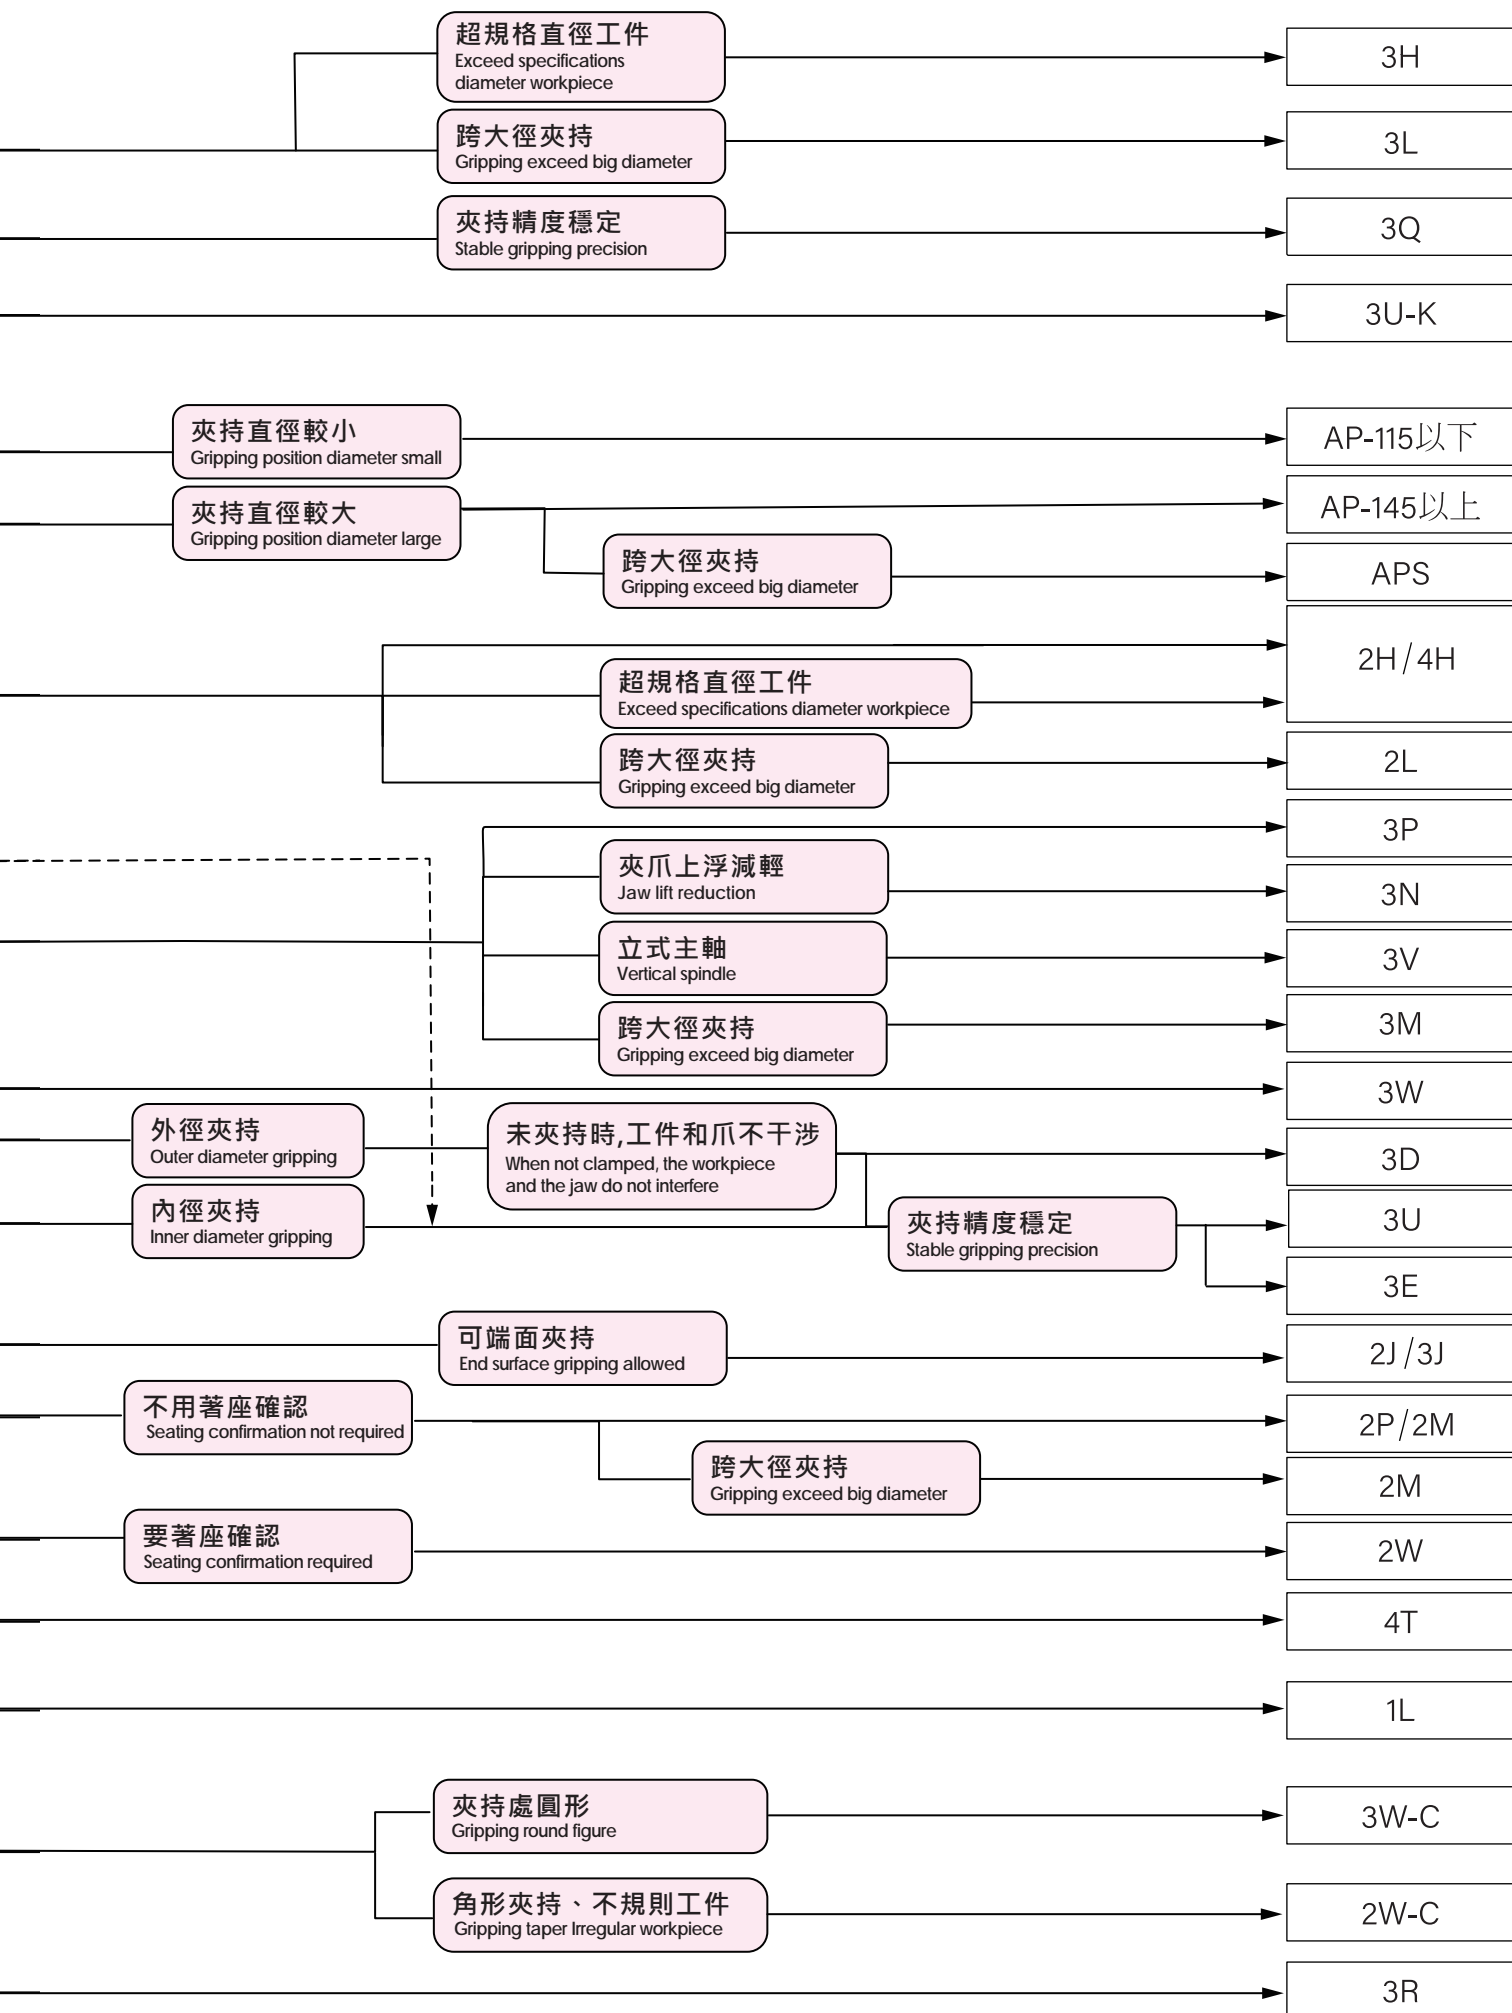 超規格直徑工件
Exceed specifications
diameter workpiece
3H
跨大徑夾持
Gripping exceed big diameter
3L
夾持精度穩定
Stable gripping precision
3Q
3U-K
夾持直徑較小
Gripping position diameter small
AP-115以下
夾持直徑較大
Gripping position diameter large
AP-145以上
跨大徑夾持
Gripping exceed big diameter
APS
2H/4H
超規格直徑工件
Exceed specifications diameter workpiece
跨大徑夾持
Gripping exceed big diameter
2L
3P
夾爪上浮減輕
Jaw lift reduction
3N
立式主軸
Vertical spindle
3V
跨大徑夾持
Gripping exceed big diameter
3M
3W
外徑夾持
Outer diameter gripping
未夾持時,工件和爪不干涉
When not clamped, the workpiece
and the jaw do not interfere
3D
內徑夾持
Inner diameter gripping
夾持精度穩定
Stable gripping precision
3U
3E
可端面夾持
End surface gripping allowed
2J/3J
不用著座確認
Seating confirmation not required
2P/2M
跨大徑夾持
Gripping exceed big diameter
2M
要著座確認
Seating confirmation required
2W
4T
1L
夾持處圓形
Gripping round figure
3W-C
角形夾持、不規則工件
Gripping taper Irregular workpiece
2W-C
3R